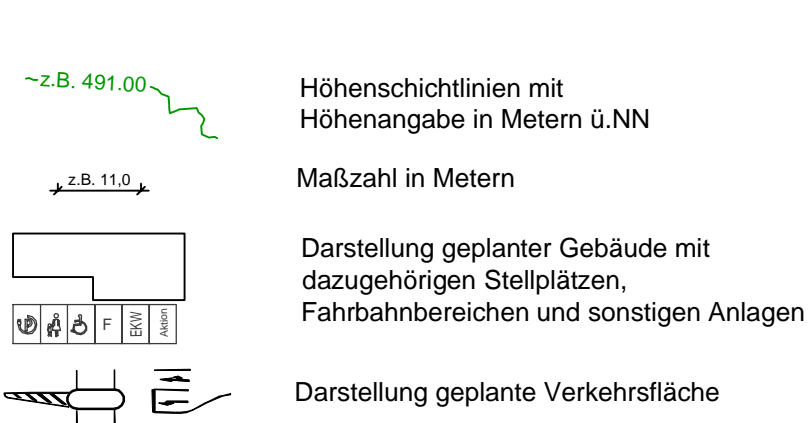 ~z.B. 491.00
Höhenschichtlinien mit
Höhenangabe in Metern ü.NN
z.B. 11,0
Maßzahl in Metern
Darstellung geplanter Gebäude mit
dazugehörigen Stellplätzen,
Fahrbahnbereichen und sonstigen Anlagen
P F EKW Aktion
Darstellung geplante Verkehrsfläche